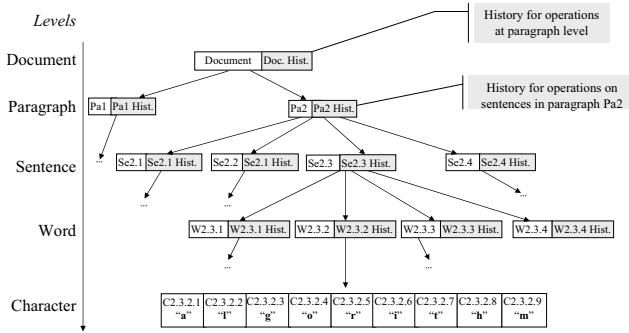 Levels
History for operations
at paragraph level
Document
Document Doc. Hist.
Paragraph
Pa1 Pa1 Hist.
Pa2 Pa2 Hist.
History for operations on
sentences in paragraph Pa2
...
Sentence
Se2.1 Se2.1 Hist.
Se2.2 Se2.1 Hist.
Se2.3 Se2.3 Hist.
Se2.4 Se2.4 Hist.
...
...
...
Word
W2.3.1 W2.3.1 Hist.
W2.3.2 W2.3.2 Hist.
W2.3.3 W2.3.3 Hist.
W2.3.4 W2.3.4 Hist.
...
...
Character
C2.3.2.1 C2.3.2.2 C2.3.2.3 C2.3.2.4 C2.3.2.5 C2.3.2.6 C2.3.2.7 C2.3.2.8 C2.3.2.9
“a” “l” “g” “o” “r” “i” “t” “h” “m”